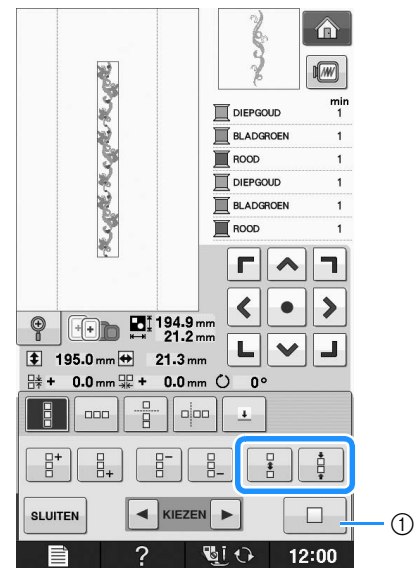 min
DIEPGOUD 1
BLADGROEN 1
ROOD 1
DIEPGOUD 1
BLADGROEN 1
ROOD 1
194.9 mm
21.2 mm
195.0 mm 21.3 mm
+ 0.0 mm + 0.0 mm 0°
SLUITEN KIEZEN ①
? 12:00